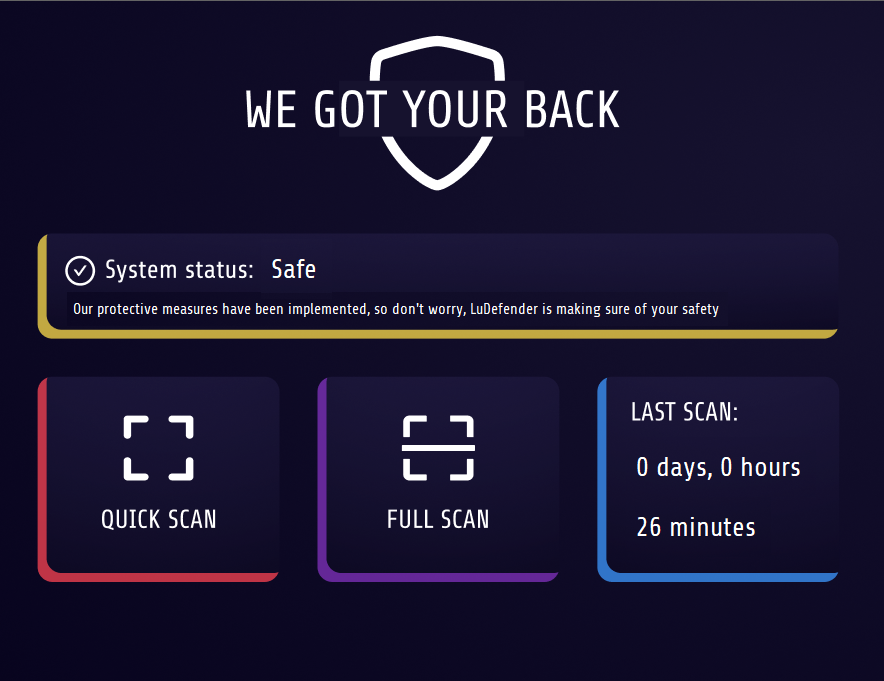 WE GOT YOUR BACK
System status: Safe
Our protective measures have been implemented, so don't worry, LuDefender is making sure of your safety
QUICK SCAN
FULL SCAN
LAST SCAN:
0 days, 0 hours
26 minutes